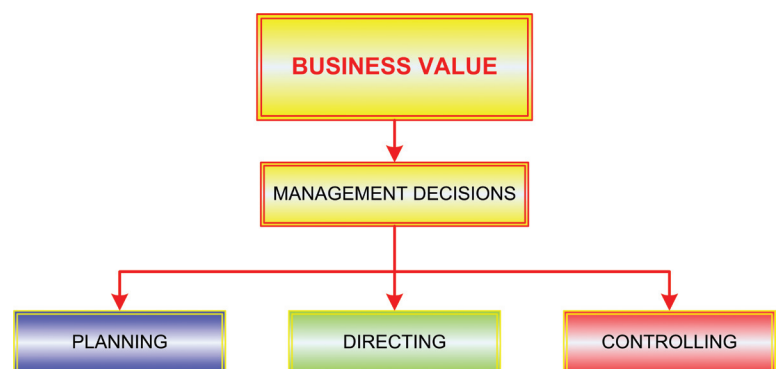 BUSINESS VALUE
MANAGEMENT DECISIONS
PLANNING
DIRECTING
CONTROLLING